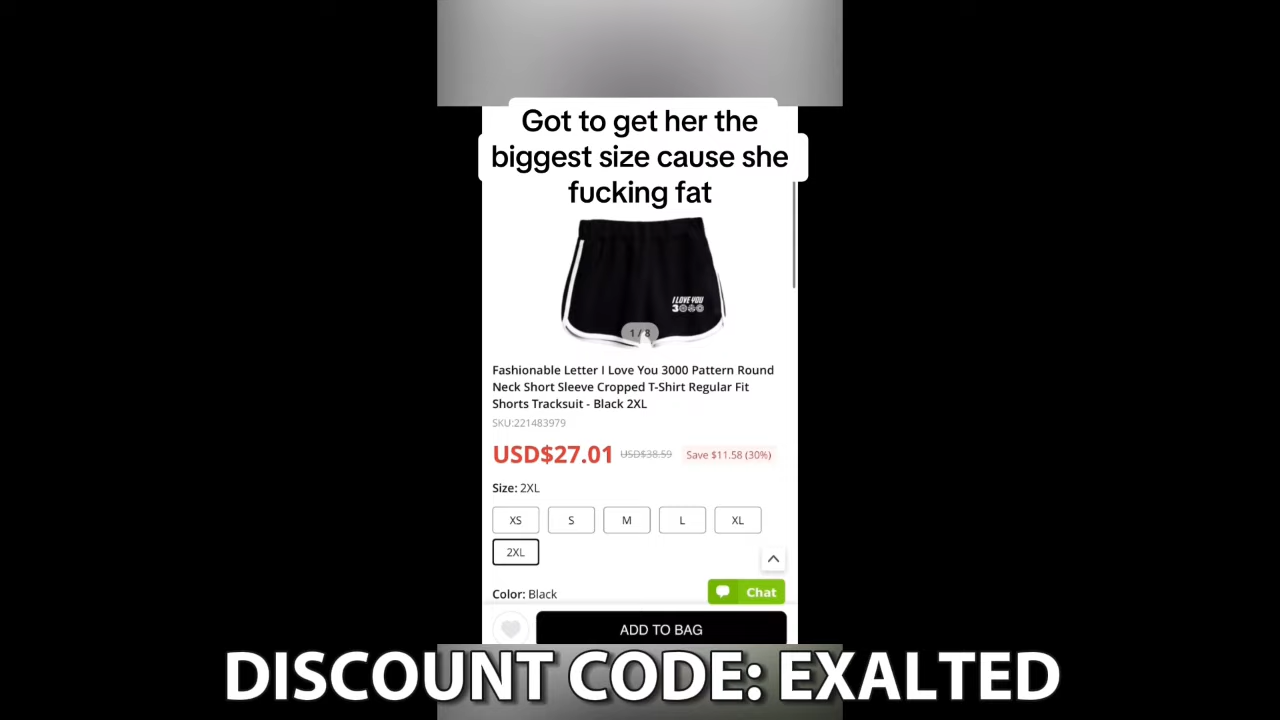 Got to get her the
biggest size cause she
fucking fat
I LOVE YOU
3000
1 / 8
Fashionable Letter I Love You 3000 Pattern Round
Neck Short Sleeve Cropped T-Shirt Regular Fit
Shorts Tracksuit - Black 2XL
SKU:221483979
USD$27.01 USD$38.59 Save $11.58 (30%)
Size: 2XL
XS S M L XL
2XL
Color: Black
Chat
ADD TO BAG
DISCOUNT CODE: EXALTED